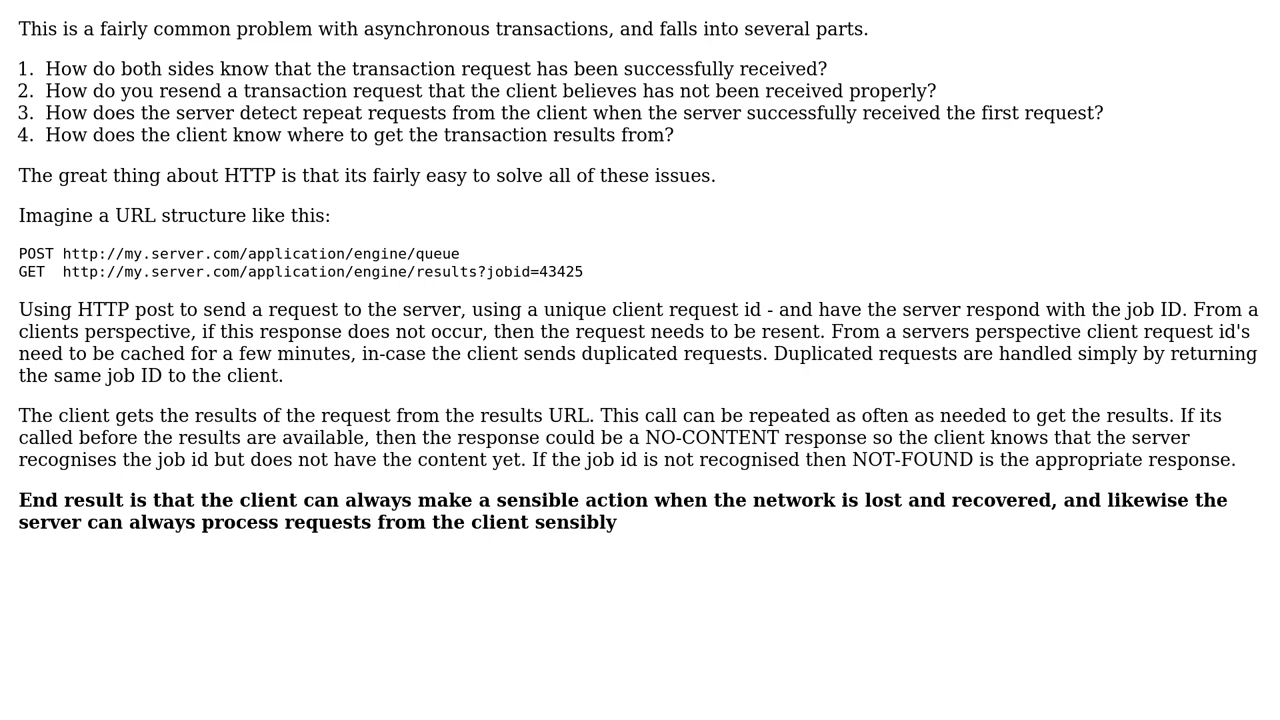 This is a fairly common problem with asynchronous transactions, and falls into several parts.
1. How do both sides know that the transaction request has been successfully received?
2. How do you resend a transaction request that the client believes has not been received properly?
3. How does the server detect repeat requests from the client when the server successfully received the first request?
4. How does the client know where to get the transaction results from?
The great thing about HTTP is that its fairly easy to solve all of these issues.
Imagine a URL structure like this:
POST http://my.server.com/application/engine/queue
GET  http://my.server.com/application/engine/results?jobid=43425
Using HTTP post to send a request to the server, using a unique client request id - and have the server respond with the job ID. From a
clients perspective, if this response does not occur, then the request needs to be resent. From a servers perspective client request id's
need to be cached for a few minutes, in-case the client sends duplicated requests. Duplicated requests are handled simply by returning
the same job ID to the client.
The client gets the results of the request from the results URL. This call can be repeated as often as needed to get the results. If its
called before the results are available, then the response could be a NO-CONTENT response so the client knows that the server
recognises the job id but does not have the content yet. If the job id is not recognised then NOT-FOUND is the appropriate response.
End result is that the client can always make a sensible action when the network is lost and recovered, and likewise the
server can always process requests from the client sensibly